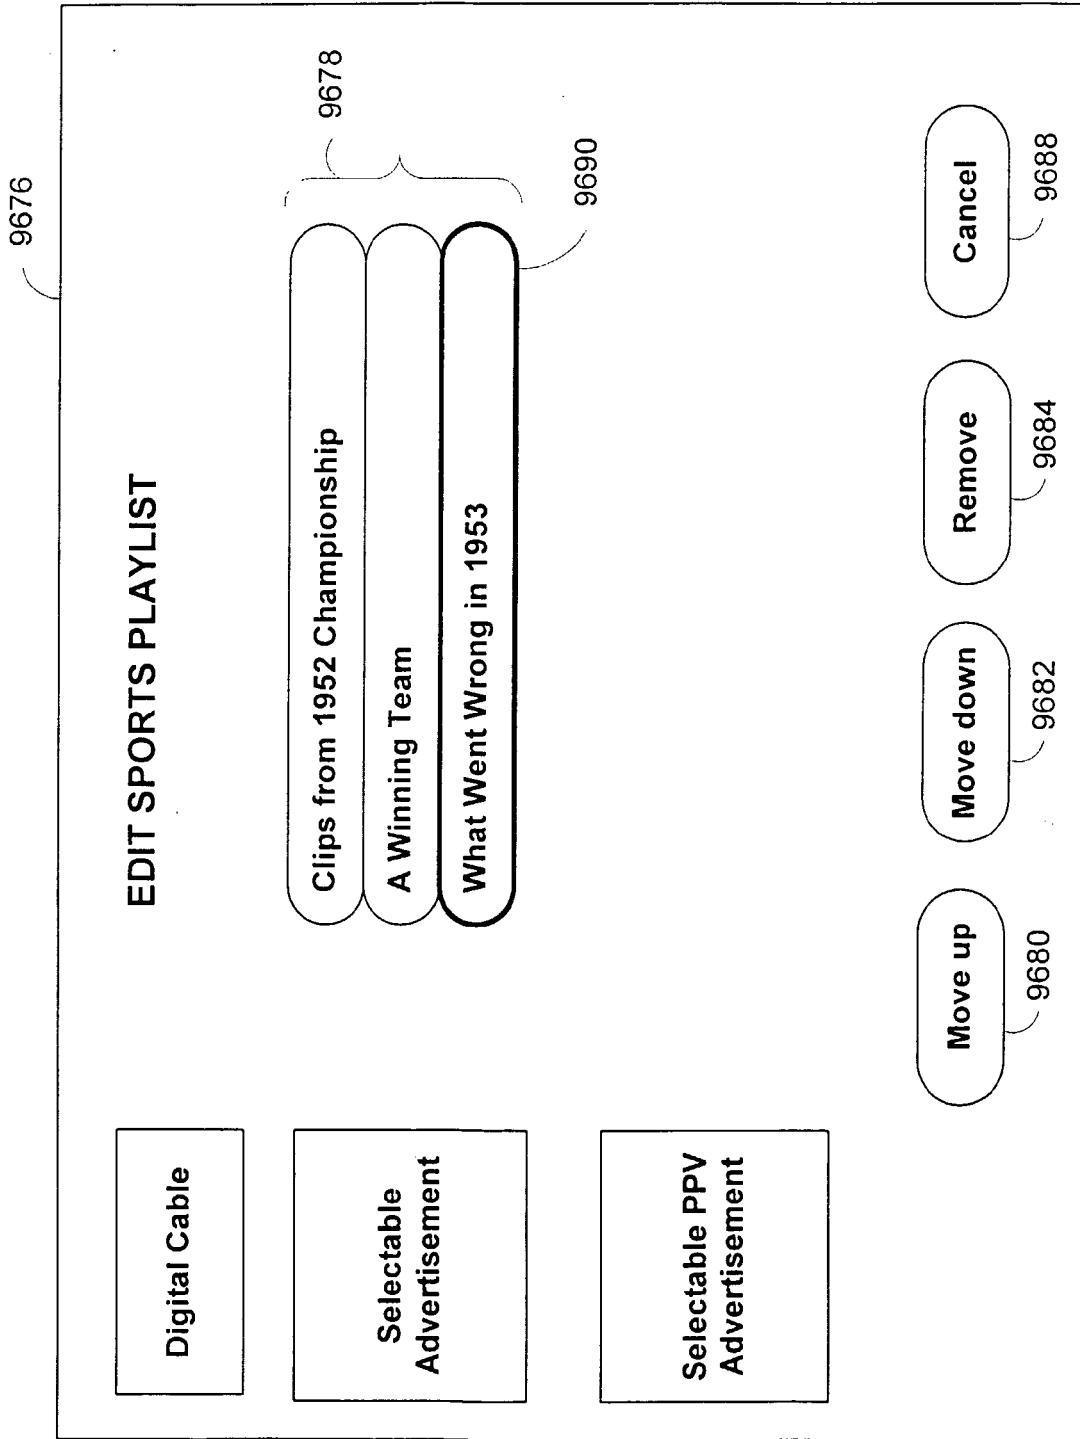 9676
Digital Cable
EDIT SPORTS PLAYLIST
Selectable
Advertisement
Clips from 1952 Championship
A Winning Team
What Went Wrong in 1953
9678
9690
Selectable PPV
Advertisement
Move up
Move down
Remove
Cancel
9680
9682
9684
9688